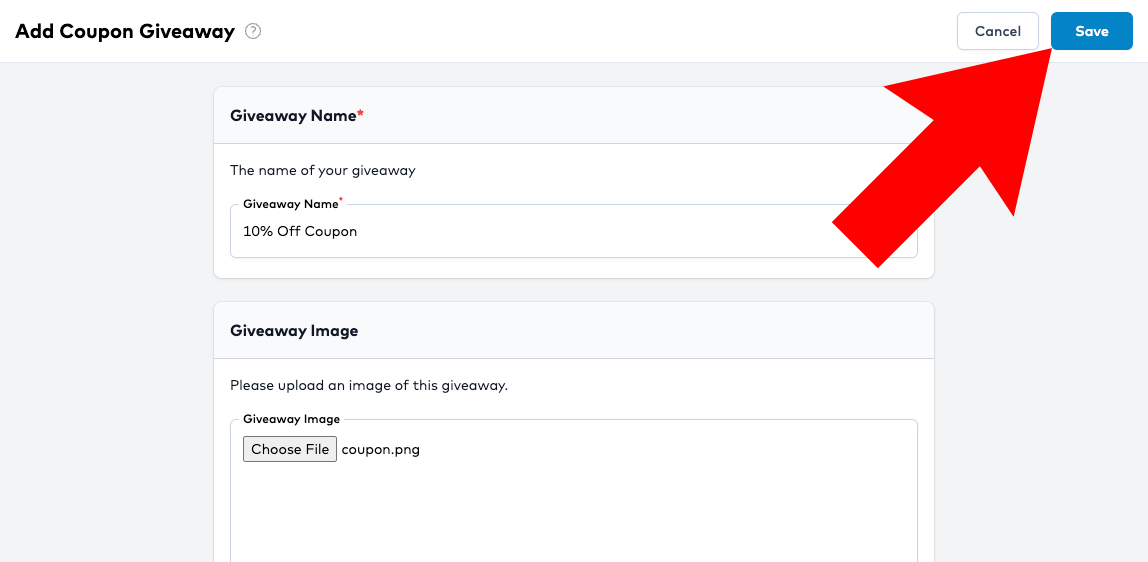 Add Coupon Giveaway ?
Cancel
Save
Giveaway Name*
The name of your giveaway
Giveaway Name*
10% Off Coupon
Giveaway Image
Please upload an image of this giveaway.
Giveaway Image
Choose File coupon.png